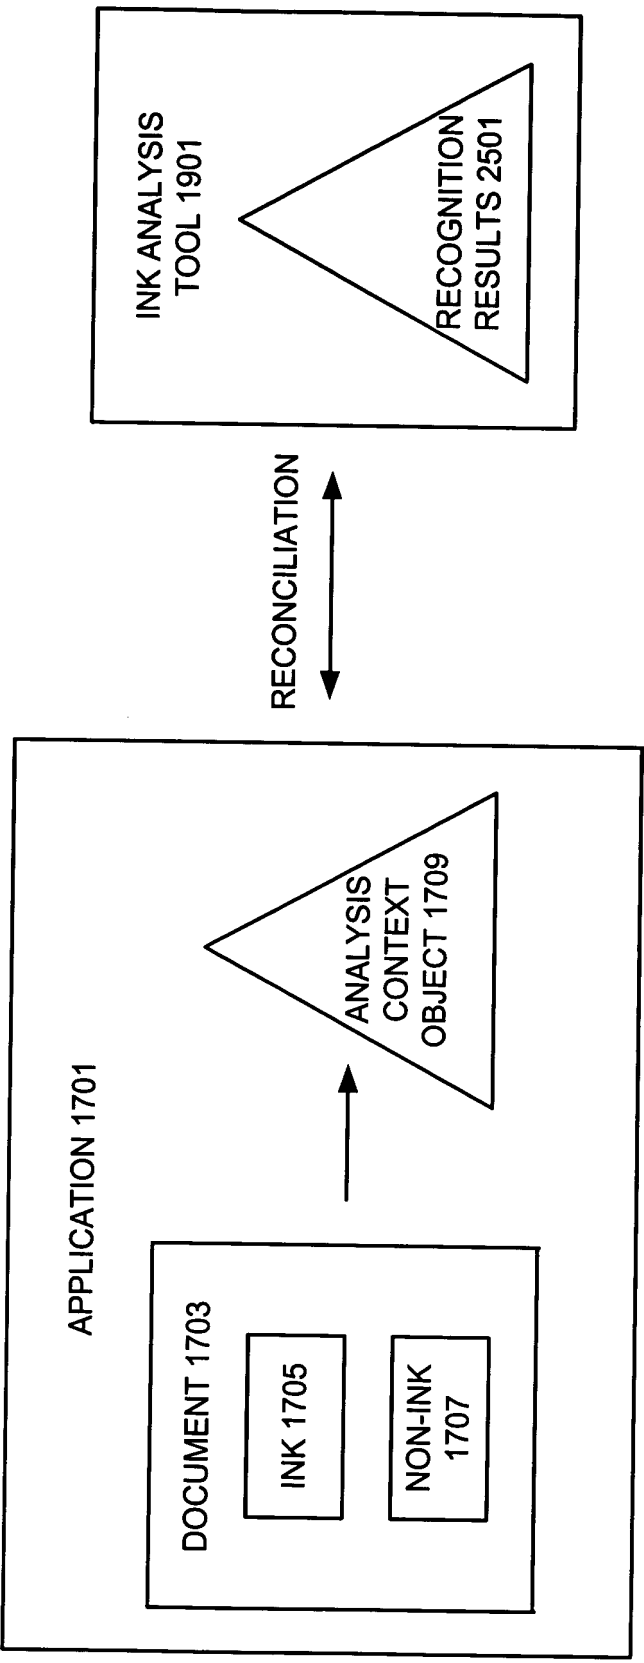 APPLICATION 1701
DOCUMENT 1703
INK 1705
NON-INK
1707
ANALYSIS
CONTEXT
OBJECT 1709
RECONCILIATION
INK ANALYSIS
TOOL 1901
RECOGNITION
RESULTS 2501